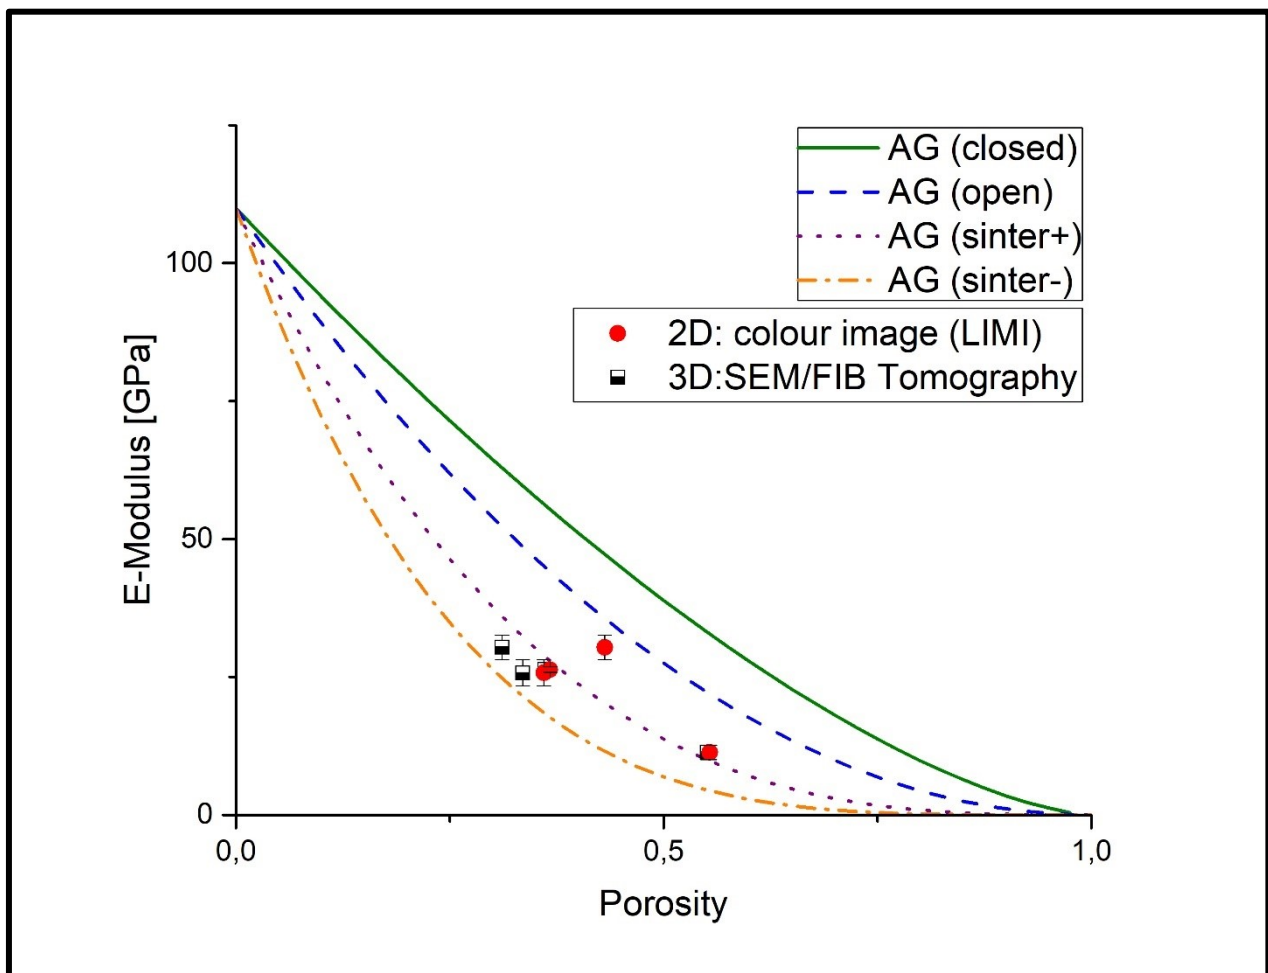 AG (closed)
AG (open)
AG (sinter+)
AG (sinter-)
2D: colour image (LIMI)
3D:SEM/FIB Tomography
100
50
0
E-Modulus [GPa]
0,0
0,5
1,0
Porosity